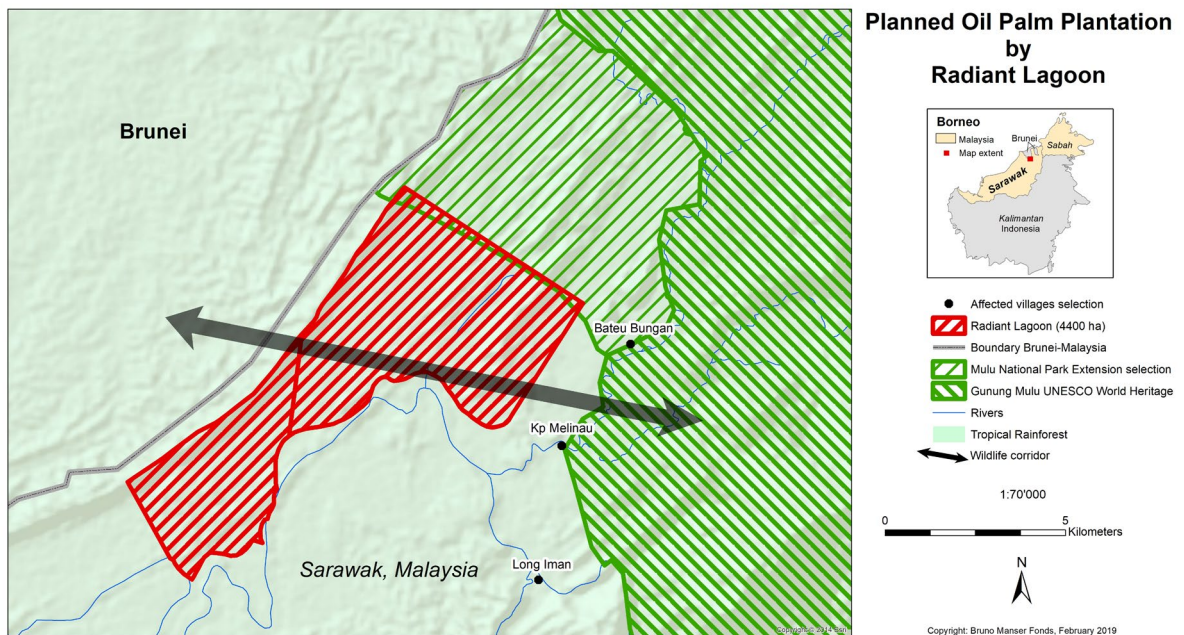 Planned Oil Palm Plantation
by
Radiant Lagoon
Brunei
Bateu Bungan
Kp Melinau
Long Iman
Sarawak, Malaysia
Copyright:© 2014 Esri
Borneo
Malaysia
Map extent
Brunei
Sabah
Sarawak
Kalimantan
Indonesia
Affected villages selection
Radiant Lagoon (4400 ha)
Boundary Brunei-Malaysia
Mulu National Park Extension selection
Gunung Mulu UNESCO World Heritage
Rivers
Tropical Rainforest
Wildlife corridor
1:70'000
0 5
Kilometers
N
Copyright: Bruno Manser Fonds, February 2019